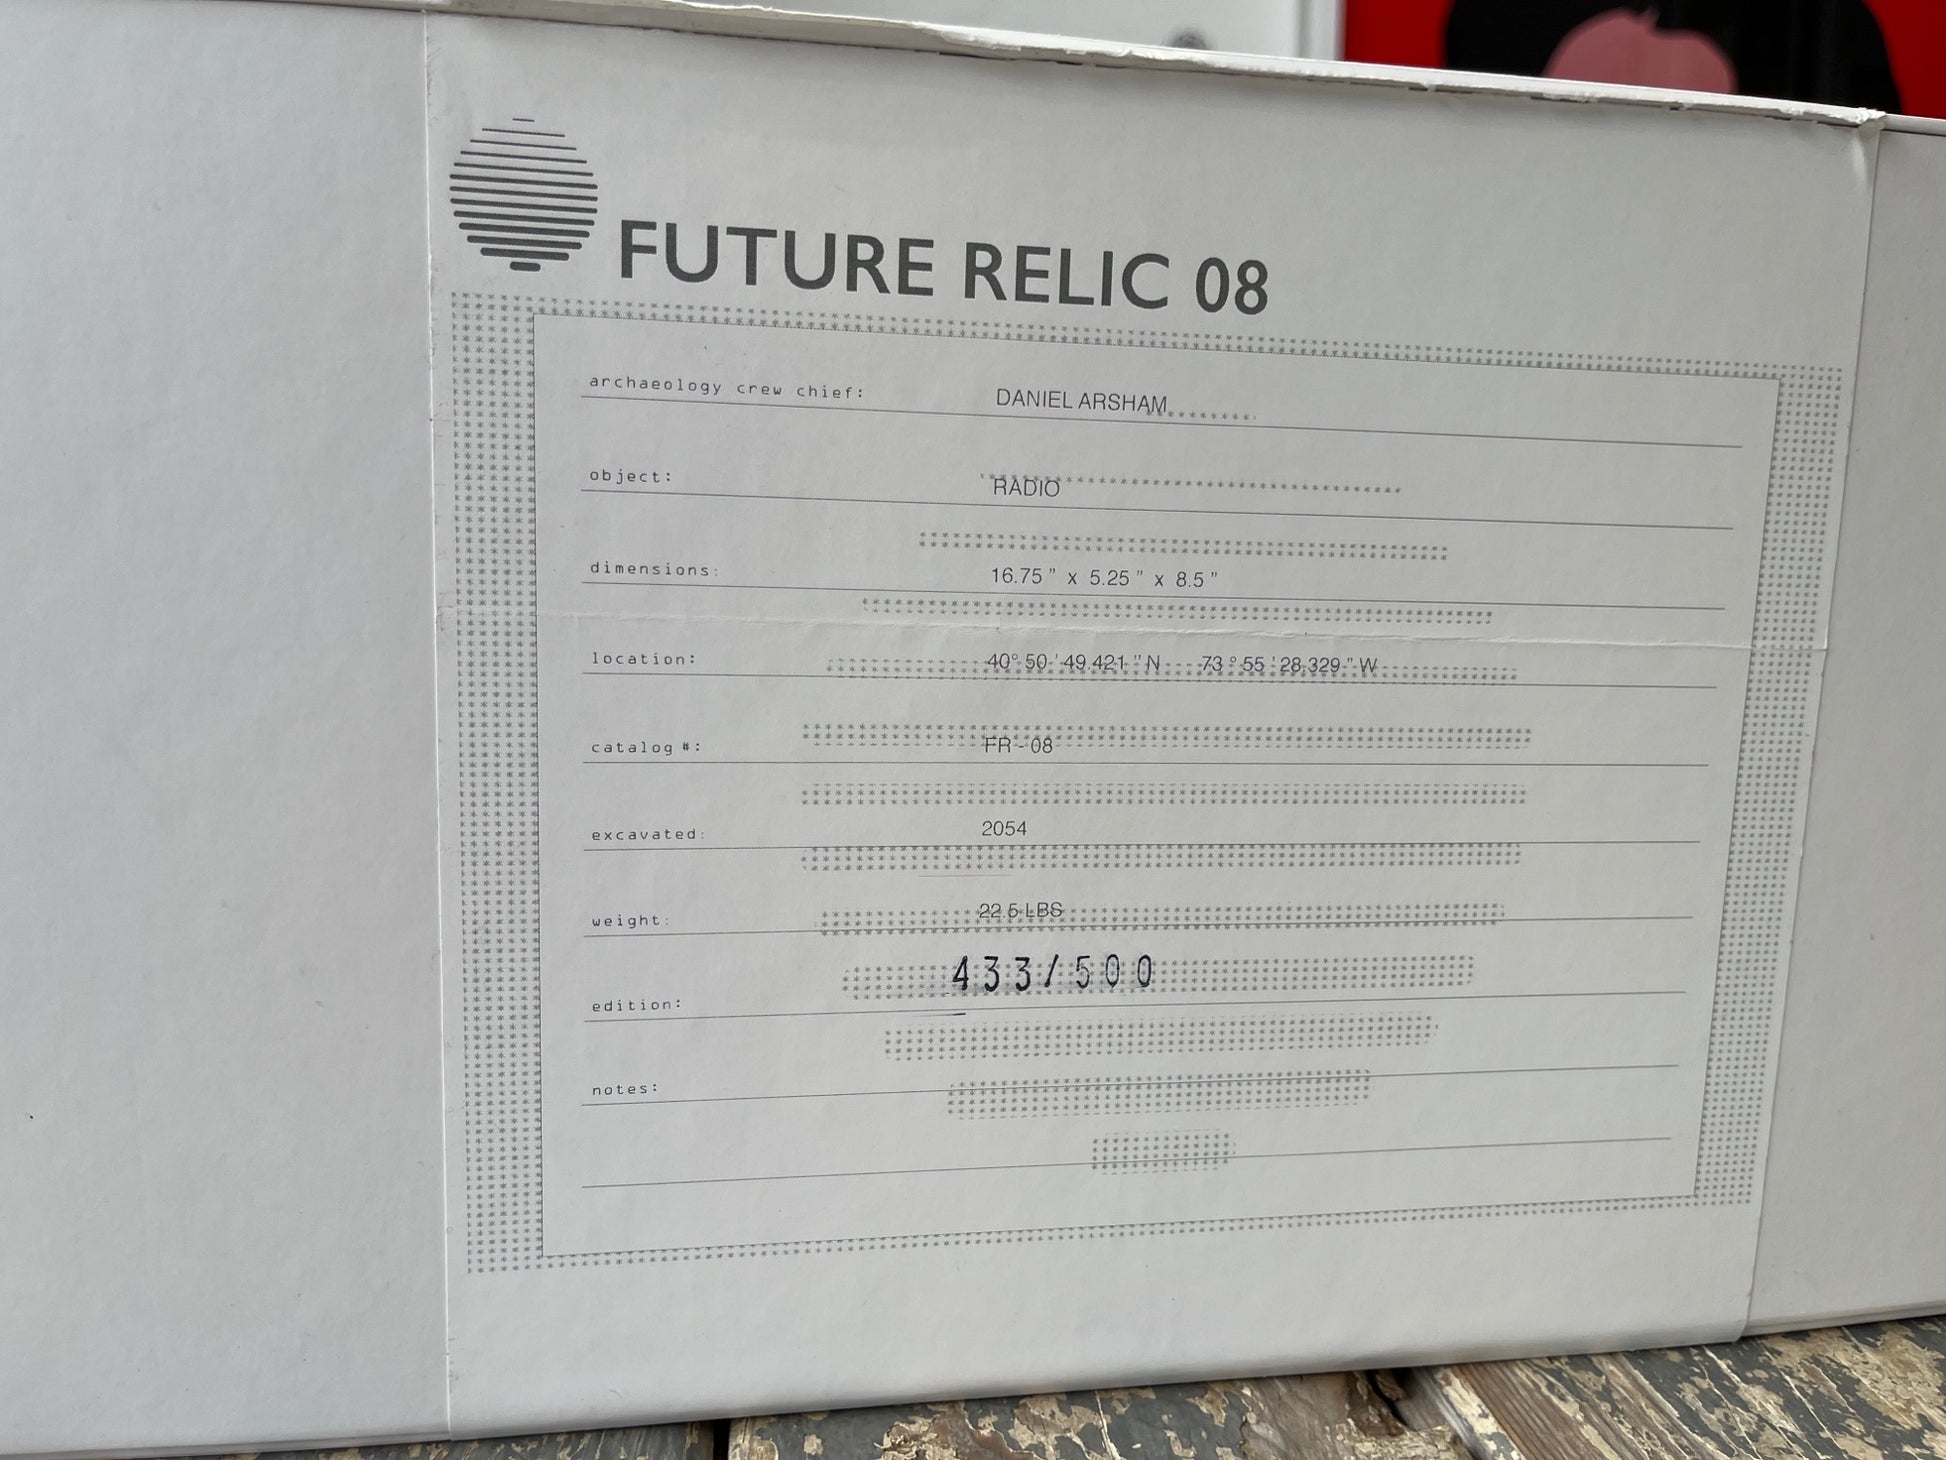 FUTURE RELIC 08
archaeology crew chief: DANIEL ARSHAM
object: RADIO
dimensions: 16.75 " x 5.25 " x 8.5 "
location: 40° 50 ' 49.421 " N 73 ° 55 ' 28.329 " W
catalog #: FR - 08
excavated: 2054
weight: 22.5 LBS
edition: 433/500
notes: